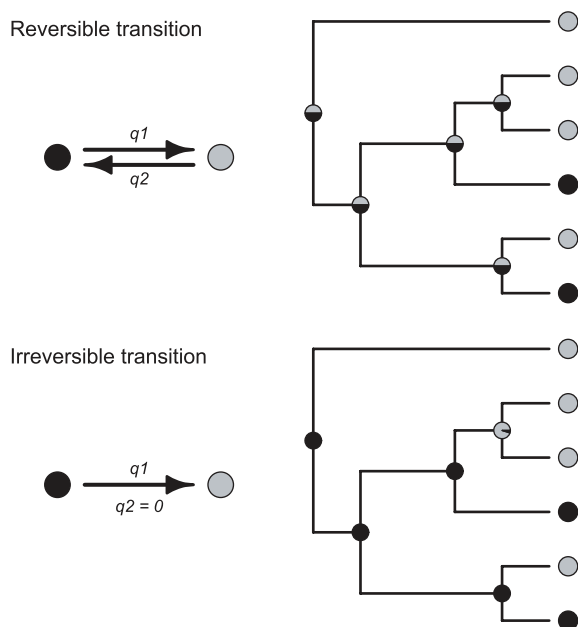 Reversible transition
q1
q2
Irreversible transition
q1
q2 = 0